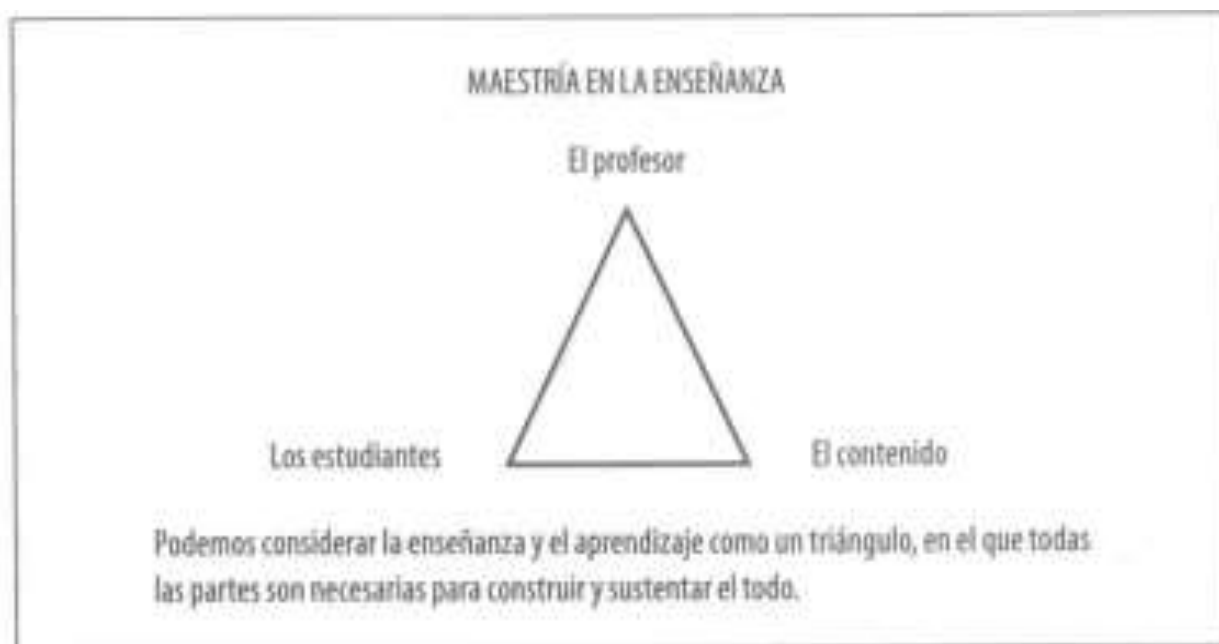 MAESTRÍA EN LA ENSEÑANZA
El profesor
Los estudiantes
El contenido
Podemos considerar la enseñanza y el aprendizaje como un triángulo, en el que todas
las partes son necesarias para construir y sustentar el todo.